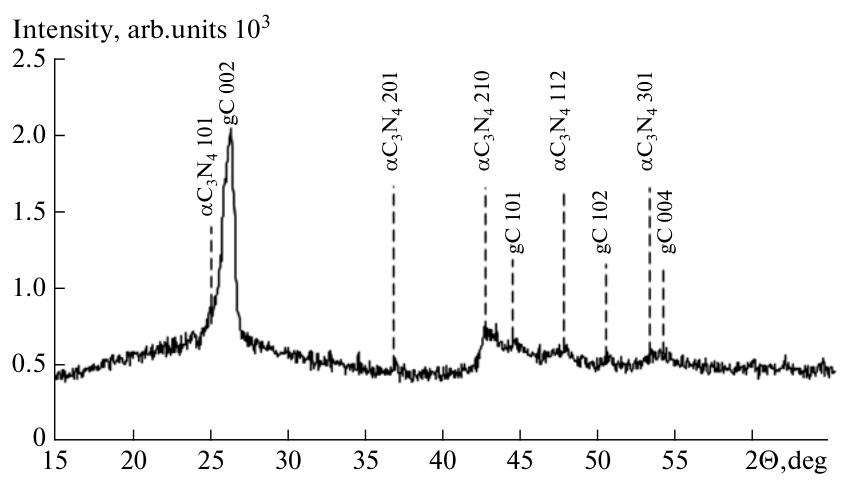 Intensity, arb.units 10³
2.5
2.0
1.5
1.0
0.5
0
αC₃N₄ 101
gC 002
αC₃N₄ 201
αC₃N₄ 210
gC 101
αC₃N₄ 112
gC 102
αC₃N₄ 301
gC 004
15 20 25 30 35 40 45 50 55 2Θ,deg